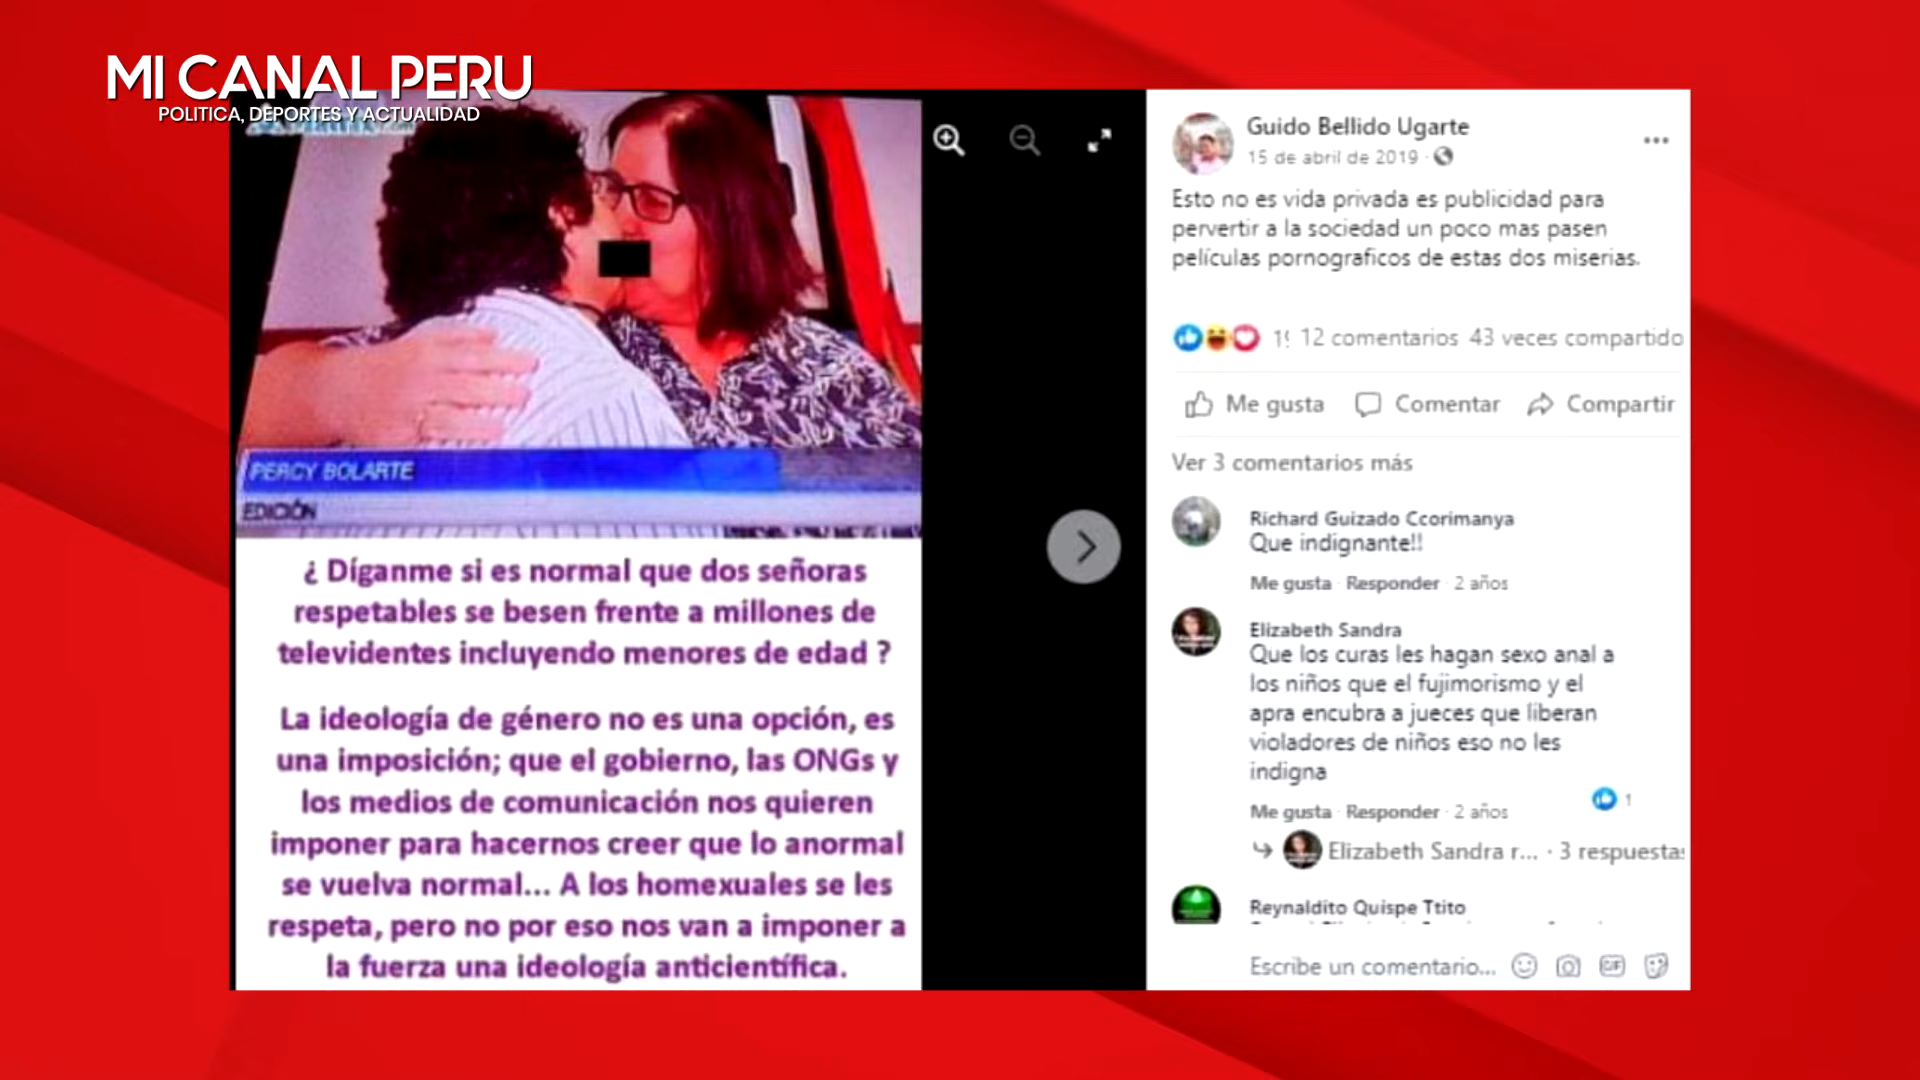 MI CANAL PERU
POLITICA, DEPORTES Y ACTUALIDAD
PERCY BOLARTE
EDICIÓN
¿ Díganme si es normal que dos señoras
respetables se besen frente a millones de
televidentes incluyendo menores de edad ?
La ideología de género no es una opción, es
una imposición; que el gobierno, las ONGs y
los medios de comunicación nos quieren
imponer para hacernos creer que lo anormal
se vuelva normal... A los homexuales se les
respeta, pero no por eso nos van a imponer a
la fuerza una ideología anticientífica.
Guido Bellido Ugarte
15 de abril de 2019 ·
Esto no es vida privada es publicidad para
pervertir a la sociedad un poco mas pasen
películas pornograficos de estas dos miserias.
12 comentarios 43 veces compartido
Me gusta Comentar Compartir
Ver 3 comentarios más
Richard Guizado Ccorimanya
Que indignante!!
Me gusta · Responder · 2 años
Elizabeth Sandra
Que los curas les hagan sexo anal a
los niños que el fujimorismo y el
apra encubra a jueces que liberan
violadores de niños eso no les
indigna
1
Me gusta · Responder · 2 años
Elizabeth Sandra r... · 3 respuestas
Reynaldito Quispe Ttito
Escribe un comentario...
GIF